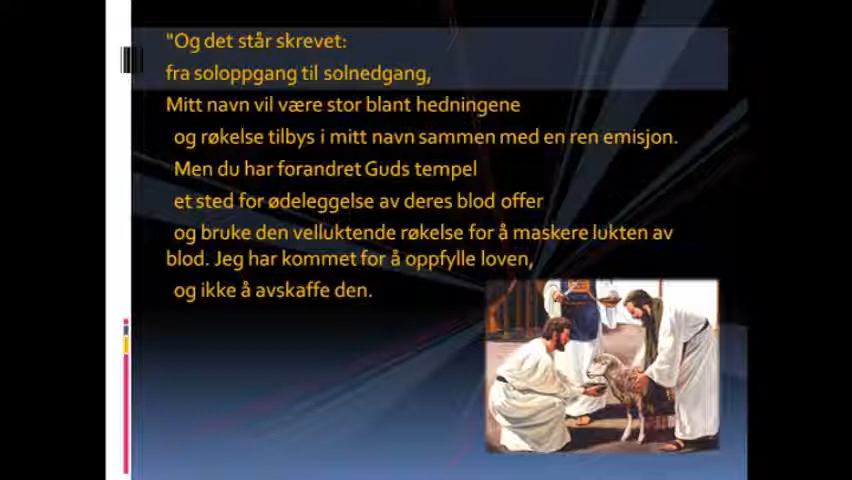 "Og det står skrevet:
fra soloppgang til solnedgang,
Mitt navn vil være stor blant hedningene
og røkelse tilbys i mitt navn sammen med en ren emisjon.
Men du har forandret Guds tempel
et sted for ødeleggelse av deres blod offer
og bruke den velluktende røkelse for å maskere lukten av
blod. Jeg har kommet for å oppfylle loven,
og ikke å avskaffe den.